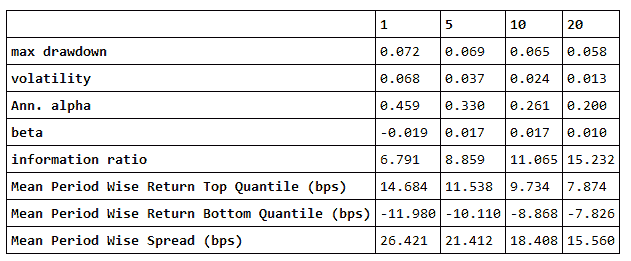 1 5 10 20
max drawdown 0.072 0.069 0.065 0.058
volatility 0.068 0.037 0.024 0.013
Ann. alpha 0.459 0.330 0.261 0.200
beta -0.019 0.017 0.017 0.010
information ratio 6.791 8.859 11.065 15.232
Mean Period Wise Return Top Quantile (bps) 14.684 11.538 9.734 7.874
Mean Period Wise Return Bottom Quantile (bps) -11.980 -10.110 -8.868 -7.826
Mean Period Wise Spread (bps) 26.421 21.412 18.408 15.560